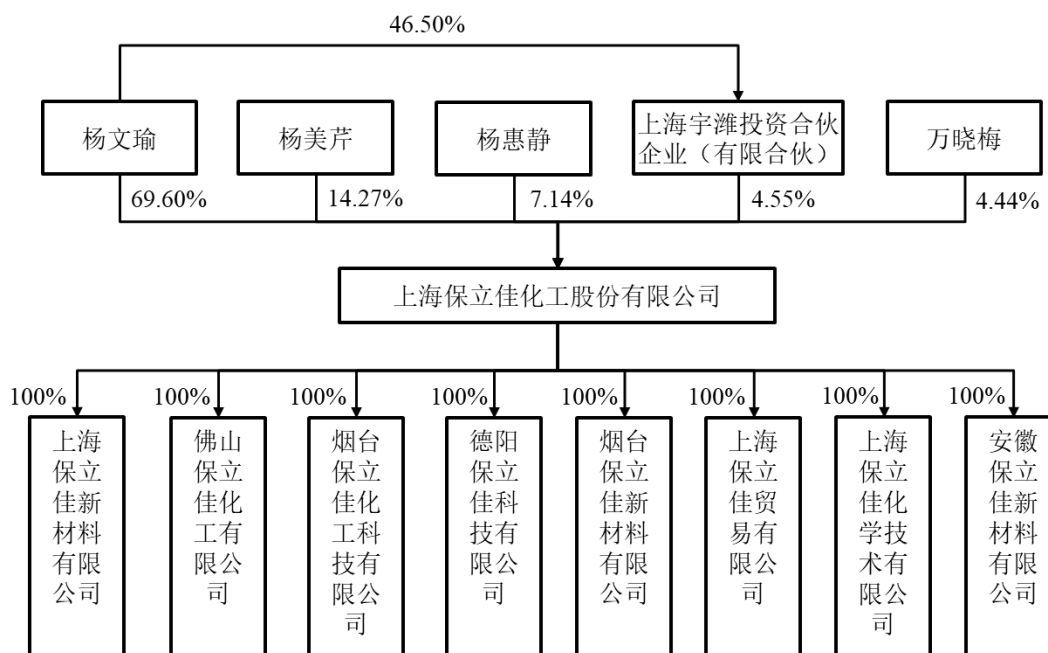 46.50%
杨文瑜
杨美芹
杨惠静
上海宇潍投资合伙
企业（有限合伙）
万晓梅
69.60%
14.27%
7.14%
4.55%
4.44%
上海保立佳化工股份有限公司
100%
100%
100%
100%
100%
100%
100%
100%
上海
保立
佳新
材料
有限
公司
佛山
保立
佳化
工有
限公
司
烟台
保立
佳化
工科
技有
限公
司
德阳
保立
佳科
技有
限公
司
烟台
保立
佳新
材料
有限
公司
上海
保立
佳贸
易有
限公
司
上海
保立
佳化
学技
术有
限公
司
安徽
保立
佳新
材料
有限
公司